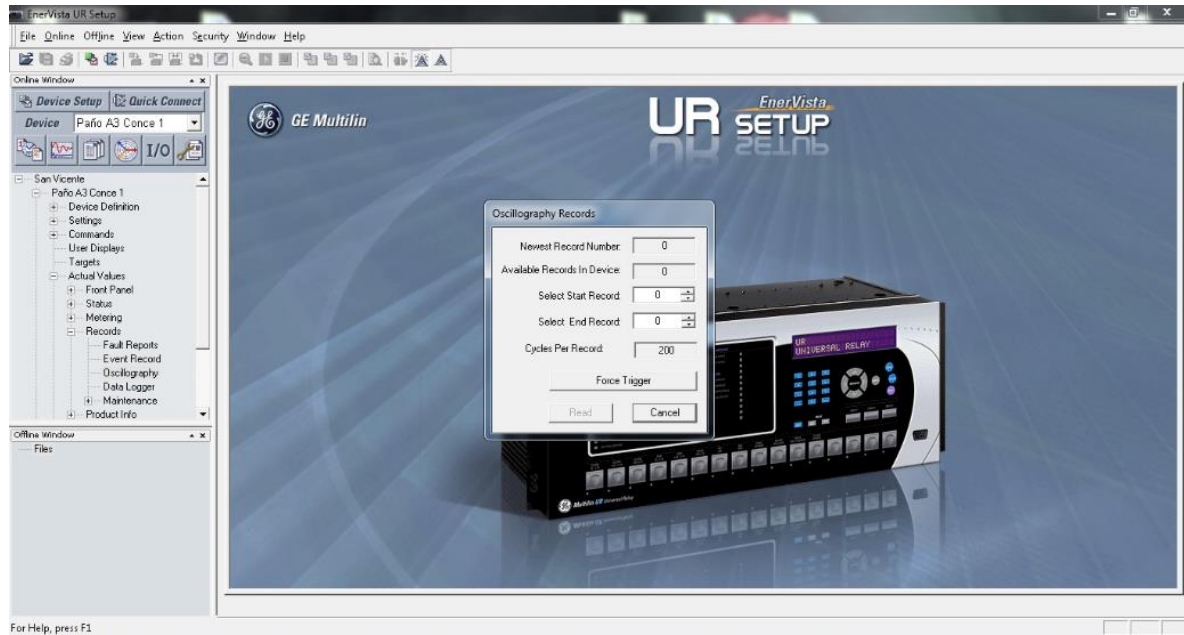 EnerVista UR Setup
File Online Offline View Action Security Window Help
Online Window
Device Setup Quick Connect
Device Paño A3 Conce 1
I/O
San Vicente
Paño A3 Conce 1
Device Definition
Settings
Commands
User Displays
Targets
Actual Values
Front Panel
Status
Metering
Records
Fault Reports
Event Record
Oscillography
Data Logger
Maintenance
Product Info
Offline Window
Files
GE Multilin
UR EnerVista
SETUP
Oscillography Records
Newest Record Number: 0
Available Records In Device: 0
Select Start Record: 0
Select End Record: 0
Cycles Per Record: 200
Force Trigger
Read Cancel
UR
UNIVERSAL RELAY
Multilin UR Universal Relay
For Help, press F1